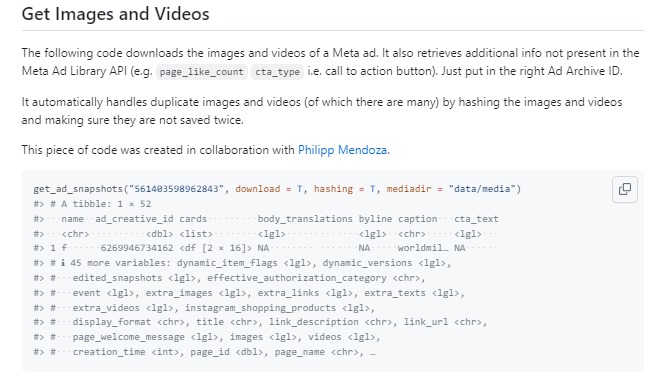 Get Images and Videos
The following code downloads the images and videos of a Meta ad. It also retrieves additional info not present in the
Meta Ad Library API (e.g. page_like_count cta_type i.e. call to action button). Just put in the right Ad Archive ID.
It automatically handles duplicate images and videos (of which there are many) by hashing the images and videos
and making sure they are not saved twice.
This piece of code was created in collaboration with Philipp Mendoza.
get_ad_snapshots("561403598962843", download = T, hashing = T, mediadir = "data/media")
#> # A tibble: 1 × 52
#>   name  ad_creative_id cards         body_translations byline caption   cta_text
#>   <chr>          <dbl> <list>        <lgl>             <lgl>  <chr>     <lgl>
#> 1 f      6269946734162 <df [2 × 16]> NA                NA     worldmil… NA
#> # ℹ 45 more variables: dynamic_item_flags <lgl>, dynamic_versions <lgl>,
#> #   edited_snapshots <lgl>, effective_authorization_category <chr>,
#> #   event <lgl>, extra_images <lgl>, extra_links <lgl>, extra_texts <lgl>,
#> #   extra_videos <lgl>, instagram_shopping_products <lgl>,
#> #   display_format <chr>, title <chr>, link_description <chr>, link_url <chr>,
#> #   page_welcome_message <lgl>, images <lgl>, videos <lgl>,
#> #   creation_time <int>, page_id <dbl>, page_name <chr>, …